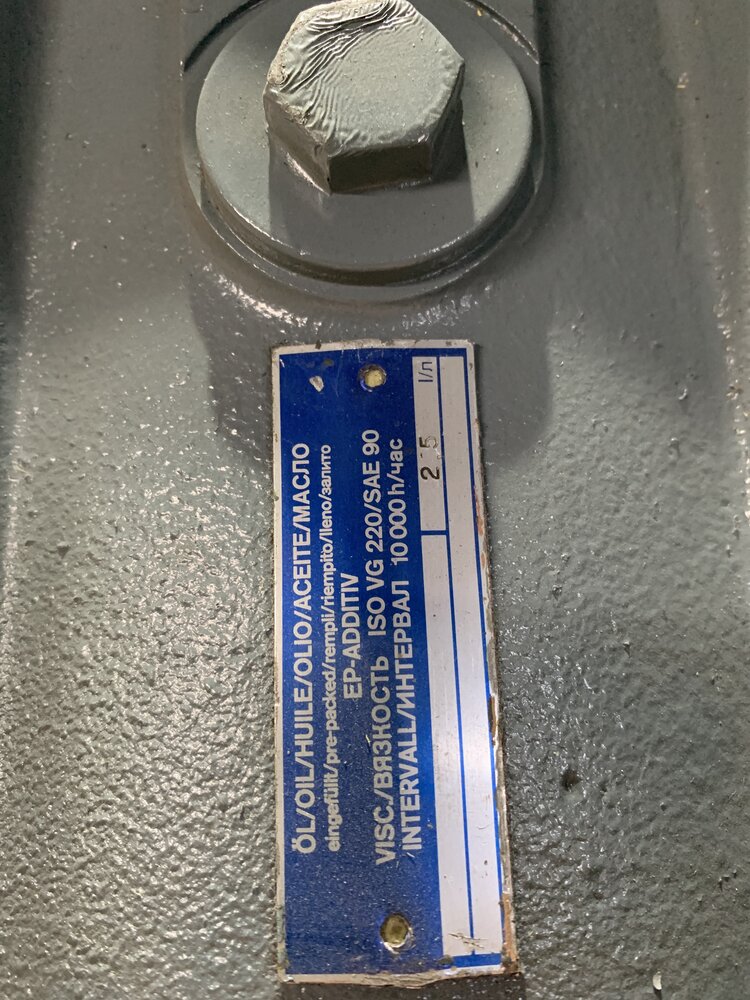 ÖL/OIL/HUILE/OLIO/ACEITE/МАСЛО
eingefüllt/pre-packed/rempli/riempito/lleno/залито
EP-ADDITIV
VISC./ВЯЗКОСТЬ ISO VG 220/SAE 90
INTERVALL/ИНТЕРВАЛ 10 000 h/час
2 5 l/л